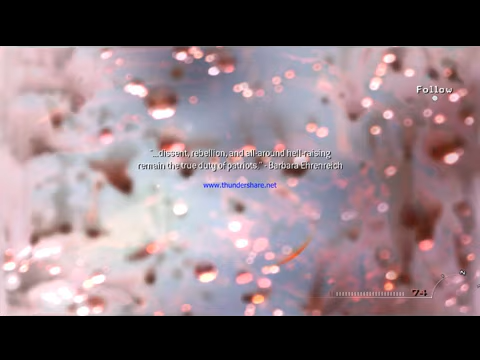 Follow
"...dissent, rebellion, and all-around hell-raising
remain the true duty of patriots." - Barbara Ehrenreich
www.thundershare.net
74